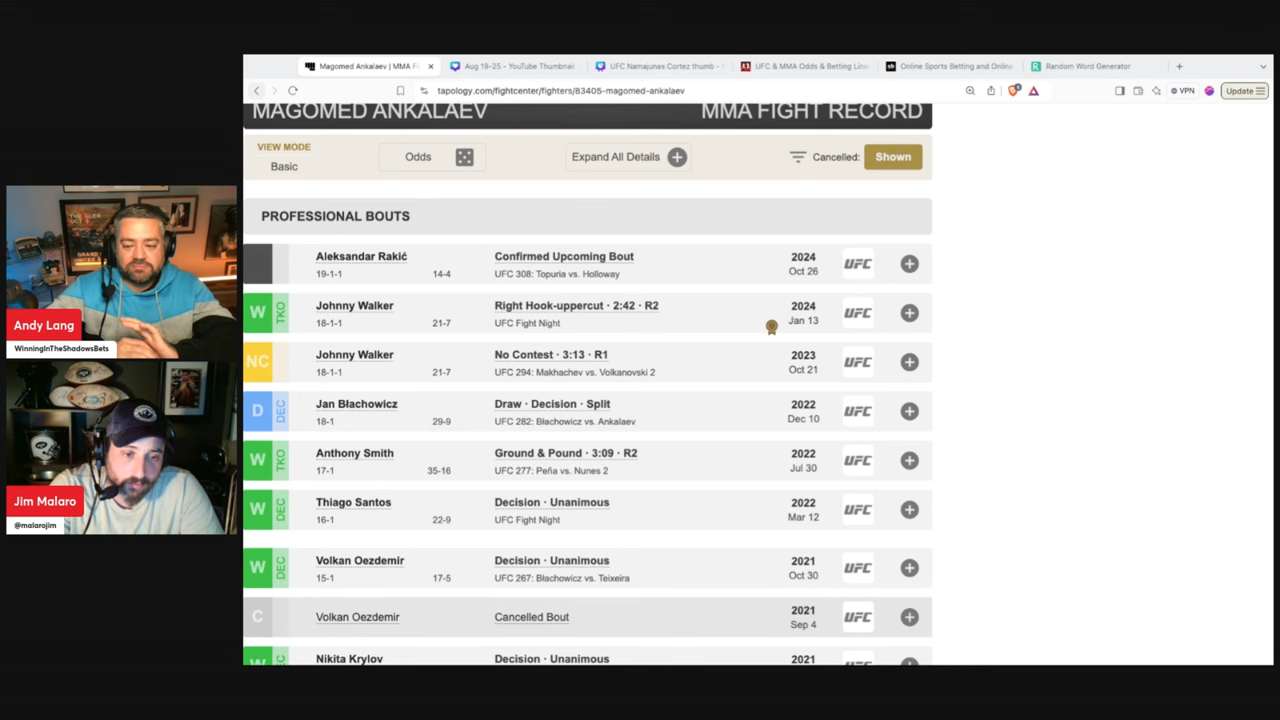 Magomed Ankalaev | MMA Fi
Aug 19-25 - YouTube Thumbnail
UFC Namajunas Cortez thumb -
UFC & MMA Odds & Betting Line
Online Sports Betting and Online
Random Word Generator
tapology.com/fightcenter/fighters/83405-magomed-ankalaev
VPN
Update
MAGOMED ANKALAEV
MMA FIGHT RECORD
VIEW MODE
Basic
Odds
Expand All Details
Cancelled:
Shown
PROFESSIONAL BOUTS
Aleksandar Rakić
Confirmed Upcoming Bout
2024
19-1-1
14-4
UFC 308: Topuria vs. Holloway
Oct 26
UFC
W
TKO
Johnny Walker
Right Hook-uppercut · 2:42 · R2
2024
18-1-1
21-7
UFC Fight Night
Jan 13
UFC
NC
Johnny Walker
No Contest · 3:13 · R1
2023
18-1-1
21-7
UFC 294: Makhachev vs. Volkanovski 2
Oct 21
UFC
D
DEC
Jan Błachowicz
Draw · Decision · Split
2022
18-1
29-9
UFC 282: Błachowicz vs. Ankalaev
Dec 10
UFC
W
TKO
Anthony Smith
Ground & Pound · 3:09 · R2
2022
17-1
35-16
UFC 277: Peña vs. Nunes 2
Jul 30
UFC
W
DEC
Thiago Santos
Decision · Unanimous
2022
16-1
22-9
UFC Fight Night
Mar 12
UFC
W
DEC
Volkan Oezdemir
Decision · Unanimous
2021
15-1
17-5
UFC 267: Błachowicz vs. Teixeira
Oct 30
UFC
C
Volkan Oezdemir
Cancelled Bout
2021
Sep 4
UFC
W
Nikita Krylov
Decision · Unanimous
2021
Andy Lang
WinningInTheShadowsBets
Jim Malaro
@malarojim